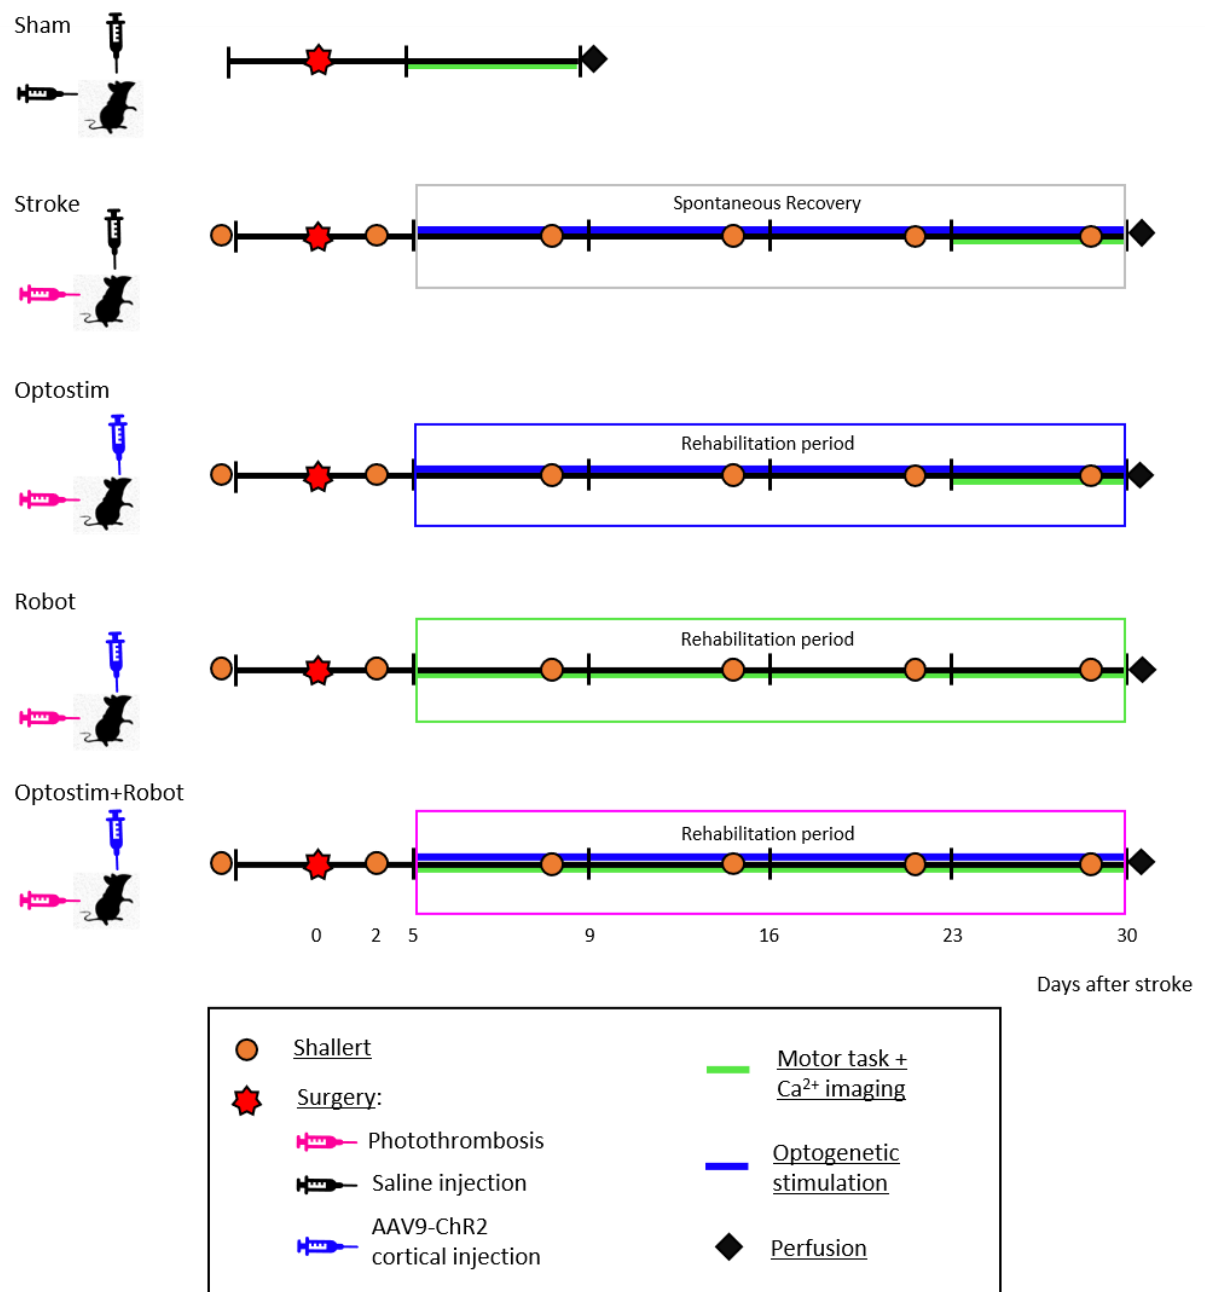 Sham
Stroke
Spontaneous Recovery
Optostim
Rehabilitation period
Robot
Rehabilitation period
Optostim+Robot
Rehabilitation period
0 2 5 9 16 23 30
Days after stroke
Shallert
Surgery:
Photothrombosis
Saline injection
AAV9-ChR2
cortical injection
Motor task +
Ca²⁺ imaging
Optogenetic
stimulation
Perfusion